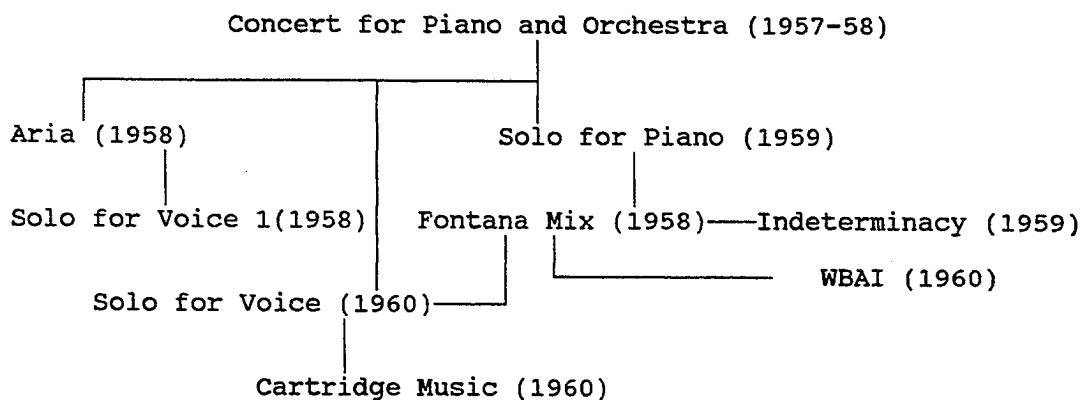 Concert for Piano and Orchestra (1957-58)
Aria (1958)
Solo for Piano (1959)
Solo for Voice 1(1958)
Fontana Mix (1958)
Indeterminacy (1959)
WBAI (1960)
Solo for Voice (1960)
Cartridge Music (1960)